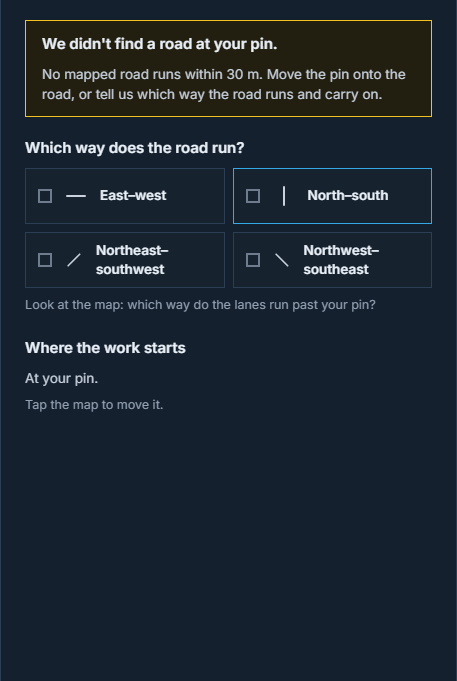 We didn't find a road at your pin.
No mapped road runs within 30 m. Move the pin onto the
road, or tell us which way the road runs and carry on.
Which way does the road run?
East–west
North–south
Northeast–
southwest
Northwest–
southeast
Look at the map: which way do the lanes run past your pin?
Where the work starts
At your pin.
Tap the map to move it.